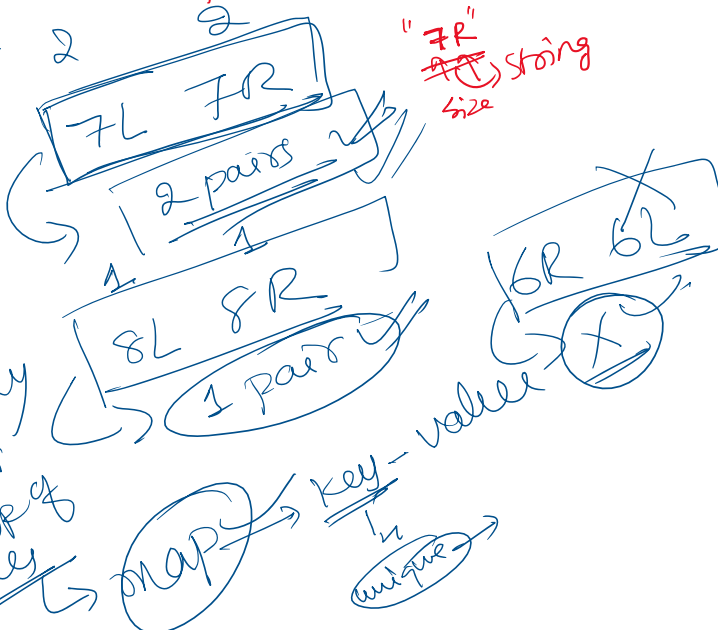 2 2
7L 7R
"7R"
string
size
2 pairs
1 1
8L 8R
1 pair
6R 6L
X
key - value
map
unique